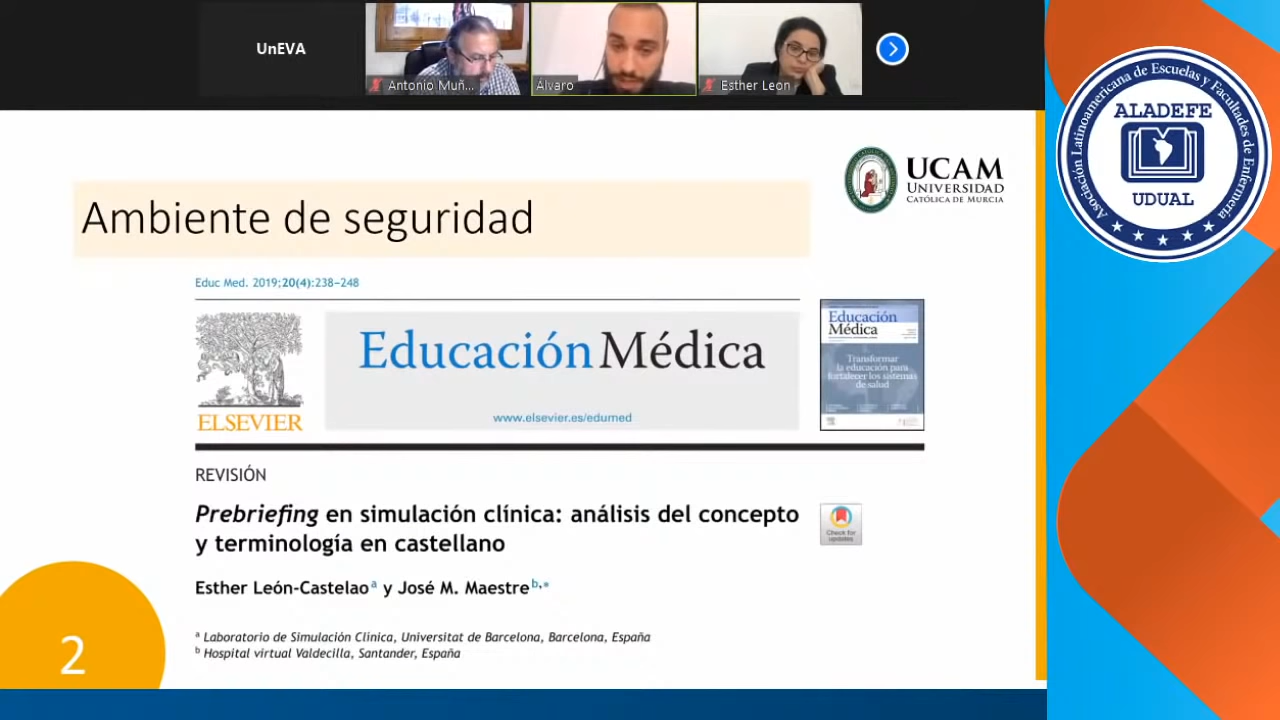 UnEVA
Antonio Muñ...
Álvaro
Esther Leon
Asociación Latinoamericana de Escuelas y Facultades de Enfermería
ALADEFE
UDUAL
UCAM
UNIVERSIDAD
CATÓLICA DE MURCIA
Ambiente de seguridad
Educ Med. 2019;20(4):238–248
Educación Médica
www.elsevier.es/edumed
ELSEVIER
Educación
Médica
Transformar
la educación para
fortalecer los sistemas
de salud
REVISIÓN
Prebriefing en simulación clínica: análisis del concepto
y terminología en castellano
Check for
updates
Esther León-Castelao a y José M. Maestre b,*
a Laboratorio de Simulación Clínica, Universitat de Barcelona, Barcelona, España
b Hospital virtual Valdecilla, Santander, España
2